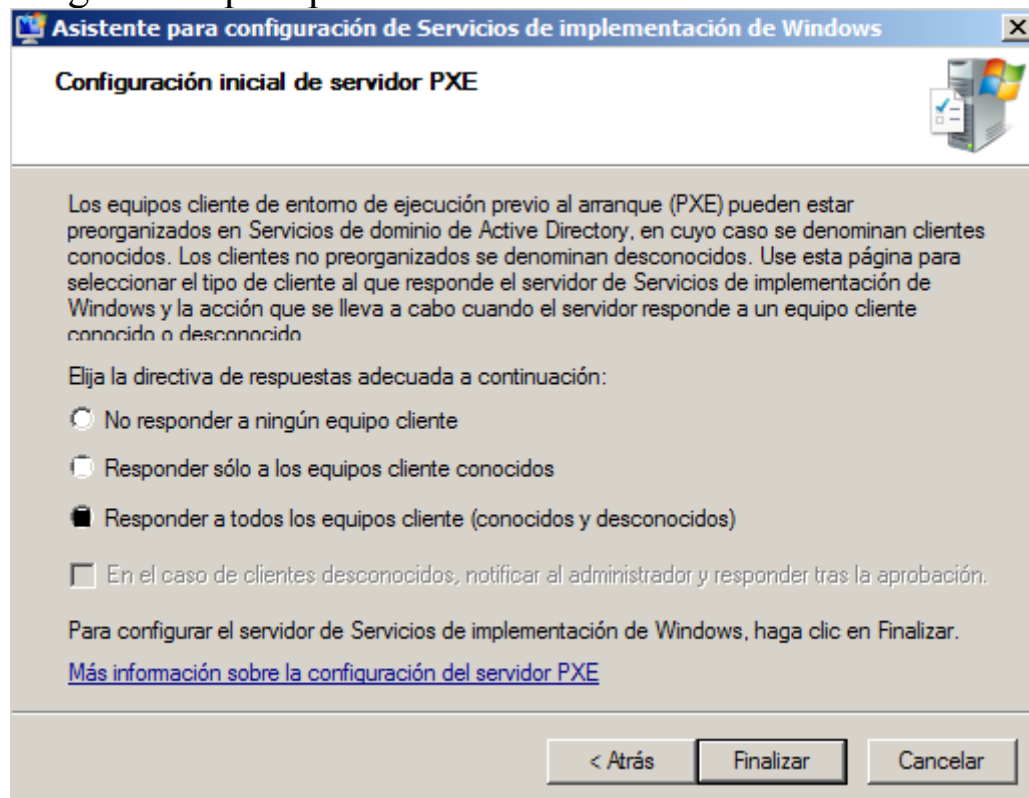 Asistente para configuración de Servicios de implementación de Windows
Configuración inicial de servidor PXE
Los equipos cliente de entorno de ejecución previo al arranque (PXE) pueden estar
preorganizados en Servicios de dominio de Active Directory, en cuyo caso se denominan clientes
conocidos. Los clientes no preorganizados se denominan desconocidos. Use esta página para
seleccionar el tipo de cliente al que responde el servidor de Servicios de implementación de
Windows y la acción que se lleva a cabo cuando el servidor responde a un equipo cliente
conocido o desconocido
Elija la directiva de respuestas adecuada a continuación:
No responder a ningún equipo cliente
Responder sólo a los equipos cliente conocidos
Responder a todos los equipos cliente (conocidos y desconocidos)
En el caso de clientes desconocidos, notificar al administrador y responder tras la aprobación.
Para configurar el servidor de Servicios de implementación de Windows, haga clic en Finalizar.
Más información sobre la configuración del servidor PXE
< Atrás
Finalizar
Cancelar